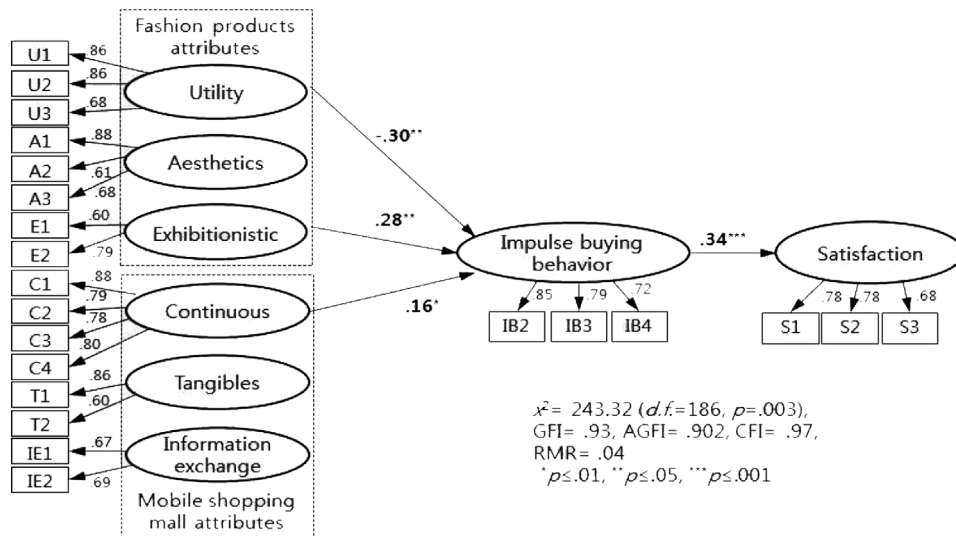 Fashion products
attributes
U1
.86
U2
.86
U3
.68
Utility
A1
.88
A2
.61
A3
.68
Aesthetics
E1
.60
E2
.79
Exhibitionistic
C1
.88
C2
.79
C3
.78
C4
.80
Continuous
T1
.86
T2
.60
Tangibles
IE1
.67
IE2
.69
Information
exchange
Mobile shopping
mall attributes
-.30**
.28**
.16*
Impulse buying
behavior
.85
.79
.72
IB2
IB3
IB4
.34***
Satisfaction
.78
.78
.68
S1
S2
S3
x²= 243.32 (d.f.=186, p=.003),
GFI= .93, AGFI= .902, CFI= .97,
RMR= .04
*p≤.01, **p≤.05, ***p≤.001